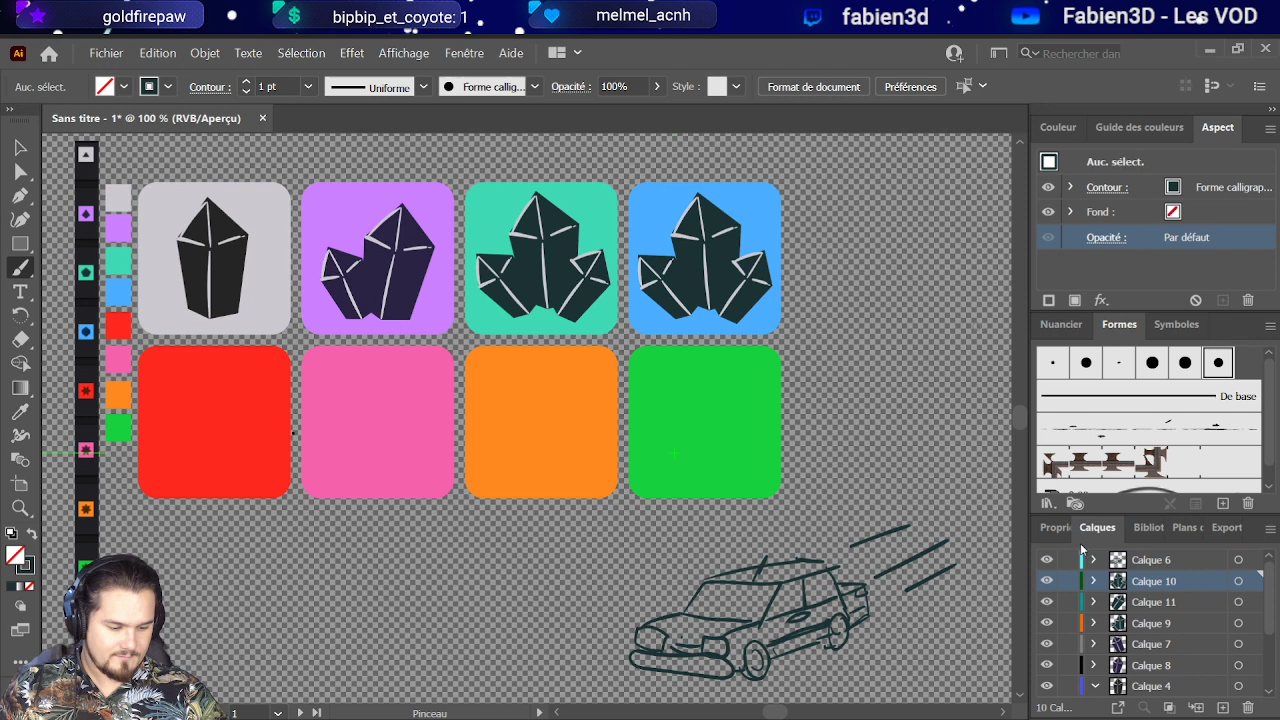 goldfirepaw
bipbip_et_coyote: 1
melmel_acnh
fabien3d
Fabien3D - Les VOD
Ai
Fichier
Edition
Objet
Texte
Sélection
Effet
Affichage
Fenêtre
Aide
Rechercher dan
Auc. sélect.
Contour :
1 pt
Uniforme
Forme callig...
Opacité :
100%
Style :
Format de document
Préférences
Sans titre - 1* @ 100 % (RVB/Aperçu)
Couleur
Guide des couleurs
Aspect
Auc. sélect.
Contour :
Forme calligrap...
Fond :
Opacité :
Par défaut
fx
Nuancier
Formes
Symboles
De base
Proprie
Calques
Bibliot
Plans d
Export
Calque 6
Calque 10
Calque 11
Calque 9
Calque 7
Calque 8
Calque 4
10 Cal...
1
Pinceau